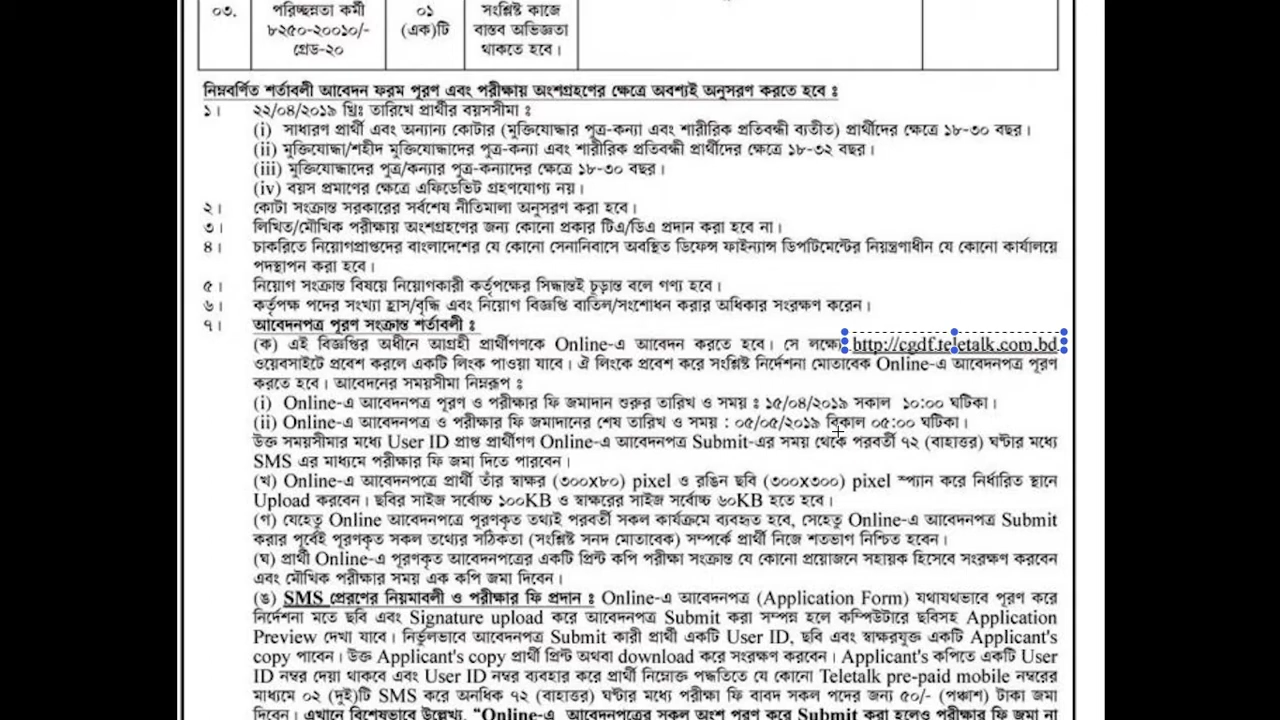 ০৩.
পরিচ্ছন্নতা কর্মী
৮২৫০-২০০১০/-
গ্রেড-২০
০১
(এক)টি
সংশ্লিষ্ট কাজে
বাস্তব অভিজ্ঞতা
থাকতে হবে।
নিম্নবর্ণিত শর্তাবলী আবেদন ফরম পূরণ এবং পরীক্ষায় অংশগ্রহণের ক্ষেত্রে অবশ্যই অনুসরণ করতে হবে ঃ
১। ২২/০৪/২০১৯ খ্রিঃ তারিখে প্রার্থীর বয়সসীমা ঃ
(i) সাধারণ প্রার্থী এবং অন্যান্য কোটার (মুক্তিযোদ্ধার পুত্র-কন্যা এবং শারীরিক প্রতিবন্ধী ব্যতীত) প্রার্থীদের ক্ষেত্রে ১৮-৩০ বছর।
(ii) মুক্তিযোদ্ধা/শহীদ মুক্তিযোদ্ধাদের পুত্র-কন্যা এবং শারীরিক প্রতিবন্ধী প্রার্থীদের ক্ষেত্রে ১৮-৩২ বছর।
(iii) মুক্তিযোদ্ধাদের পুত্র/কন্যার পুত্র-কন্যাদের ক্ষেত্রে ১৮-৩০ বছর।
(iv) বয়স প্রমাণের ক্ষেত্রে এফিডেভিট গ্রহণযোগ্য নয়।
২। কোটা সংক্রান্ত সরকারের সর্বশেষ নীতিমালা অনুসরণ করা হবে।
৩। লিখিত/মৌখিক পরীক্ষায় অংশগ্রহণের জন্য কোনো প্রকার টিএ/ডিএ প্রদান করা হবে না।
৪। চাকরিতে নিয়োগপ্রাপ্তদের বাংলাদেশের যে কোনো সেনানিবাসে অবস্থিত ডিফেন্স ফাইন্যান্স ডিপার্টমেন্টের নিয়ন্ত্রণাধীন যে কোনো কার্যালয়ে
পদস্থাপন করা হবে।
৫। নিয়োগ সংক্রান্ত বিষয়ে নিয়োগকারী কর্তৃপক্ষের সিদ্ধান্তই চূড়ান্ত বলে গণ্য হবে।
৬। কর্তৃপক্ষ পদের সংখ্যা হ্রাস/বৃদ্ধি এবং নিয়োগ বিজ্ঞপ্তি বাতিল/সংশোধন করার অধিকার সংরক্ষণ করেন।
৭। আবেদনপত্র পূরণ সংক্রান্ত শর্তাবলী ঃ
(ক) এই বিজ্ঞপ্তির অধীনে আগ্রহী প্রার্থীগণকে Online-এ আবেদন করতে হবে। সে লক্ষ্যে http://cgdf.teletalk.com.bd
ওয়েবসাইটে প্রবেশ করলে একটি লিংক পাওয়া যাবে। ঐ লিংকে প্রবেশ করে সংশ্লিষ্ট নির্দেশনা মোতাবেক Online-এ আবেদনপত্র পূরণ
করতে হবে। আবেদনের সময়সীমা নিম্নরূপ ঃ
(i) Online-এ আবেদনপত্র পূরণ ও পরীক্ষার ফি জমাদান শুরুর তারিখ ও সময় ঃ ১৫/০৪/২০১৯ সকাল ১০:০০ ঘটিকা।
(ii) Online-এ আবেদনপত্র ও পরীক্ষার ফি জমাদানের শেষ তারিখ ও সময় : ০৫/০৫/২০১৯ বিকাল ০৫:০০ ঘটিকা।
উক্ত সময়সীমার মধ্যে User ID প্রাপ্ত প্রার্থীগণ Online-এ আবেদনপত্র Submit-এর সময় থেকে পরবর্তী ৭২ (বাহাত্তর) ঘন্টার মধ্যে
SMS এর মাধ্যমে পরীক্ষার ফি জমা দিতে পারবেন।
(খ) Online-এ আবেদনপত্রে প্রার্থী তাঁর স্বাক্ষর (৩০০x৮০) pixel ও রঙিন ছবি (৩০০x৩০০) pixel স্প্যান করে নির্ধারিত স্থানে
Upload করবেন। ছবির সাইজ সর্বোচ্চ ১০০KB ও স্বাক্ষরের সাইজ সর্বোচ্চ ৬০KB হতে হবে।
(গ) যেহেতু Online আবেদনপত্রে পূরণকৃত তথ্যই পরবর্তী সকল কার্যক্রমে ব্যবহৃত হবে, সেহেতু Online-এ আবেদনপত্র Submit
করার পূর্বেই পূরণকৃত সকল তথ্যের সঠিকতা (সংশ্লিষ্ট সনদ মোতাবেক) সম্পর্কে প্রার্থী নিজে শতভাগ নিশ্চিত হবেন।
(ঘ) প্রার্থী Online-এ পূরণকৃত আবেদনপত্রের একটি প্রিন্ট কপি পরীক্ষা সংক্রান্ত যে কোনো প্রয়োজনে সহায়ক হিসেবে সংরক্ষণ করবেন
এবং মৌখিক পরীক্ষার সময় এক কপি জমা দিবেন।
(ঙ) SMS প্রেরণের নিয়মাবলী ও পরীক্ষার ফি প্রদান ঃ Online-এ আবেদনপত্র (Application Form) যথাযথভাবে পূরণ করে
নির্দেশনা মতে ছবি এবং Signature upload করে আবেদনপত্র Submit করা সম্পন্ন হলে কম্পিউটারে ছবিসহ Application
Preview দেখা যাবে। নির্ভুলভাবে আবেদনপত্র Submit কারী প্রার্থী একটি User ID, ছবি এবং স্বাক্ষরযুক্ত একটি Applicant's
copy পাবেন। উক্ত Applicant's copy প্রার্থী প্রিন্ট অথবা download করে সংরক্ষণ করবেন। Applicant's কপিতে একটি User
ID নম্বর দেয়া থাকবে এবং User ID নম্বর ব্যবহার করে প্রার্থী নিম্নোক্ত পদ্ধতিতে যে কোনো Teletalk pre-paid mobile নম্বরের
মাধ্যমে ০২ (দুই)টি SMS করে অনধিক ৭২ (বাহাত্তর) ঘন্টার মধ্যে পরীক্ষা ফি বাবদ সকল পদের জন্য ৫০/- (পঞ্চাশ) টাকা জমা
দিবেন। এখানে বিশেষভাবে উল্লেখ্য, "Online-এ আবেদনপত্রের সকল অংশ পূরণ করে Submit করা হলেও পরীক্ষার ফি জমা না